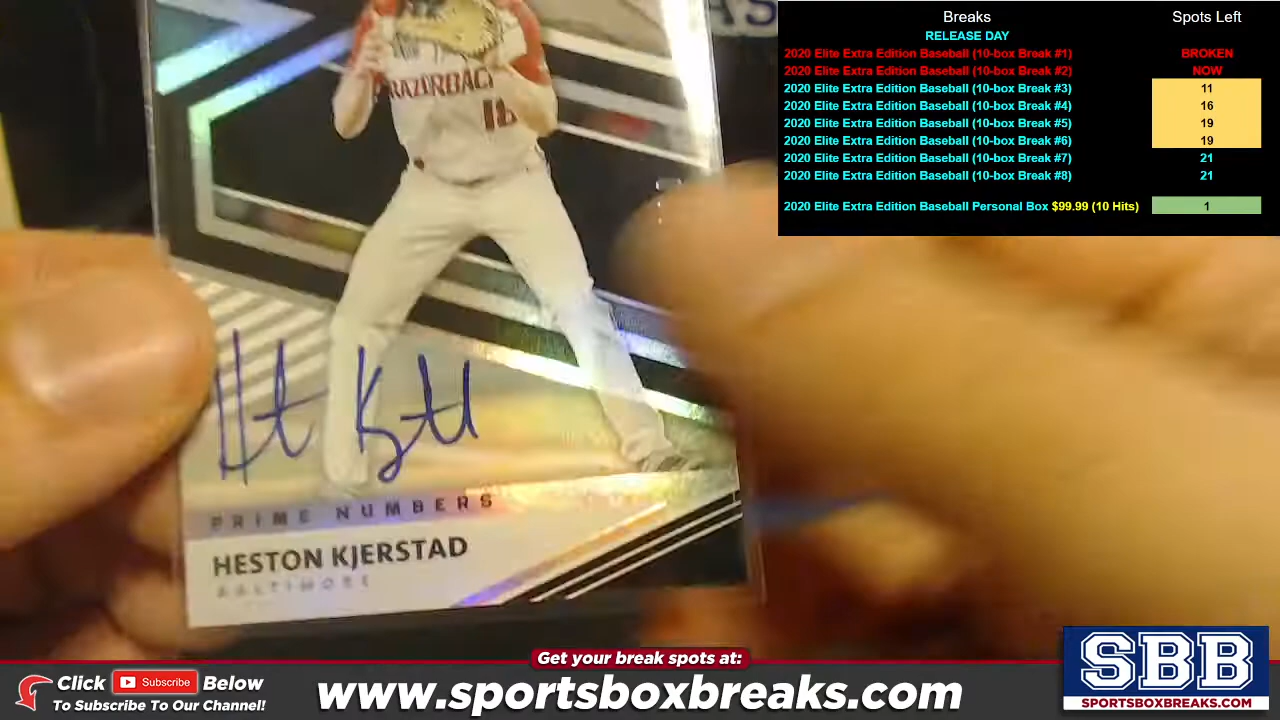 Breaks Spots Left
RELEASE DAY
2020 Elite Extra Edition Baseball (10-box Break #1) BROKEN
2020 Elite Extra Edition Baseball (10-box Break #2) NOW
2020 Elite Extra Edition Baseball (10-box Break #3) 11
2020 Elite Extra Edition Baseball (10-box Break #4) 16
2020 Elite Extra Edition Baseball (10-box Break #5) 19
2020 Elite Extra Edition Baseball (10-box Break #6) 19
2020 Elite Extra Edition Baseball (10-box Break #7) 21
2020 Elite Extra Edition Baseball (10-box Break #8) 21
2020 Elite Extra Edition Baseball Personal Box $99.99 (10 Hits) 1
AS
RAZORBACK
PRIME NUMBERS
HESTON KJERSTAD
BALTIMORE
Get your break spots at:
Click Subscribe Below
To Subscribe To Our Channel!
www.sportsboxbreaks.com
SBB
SPORTSBOXBREAKS.COM